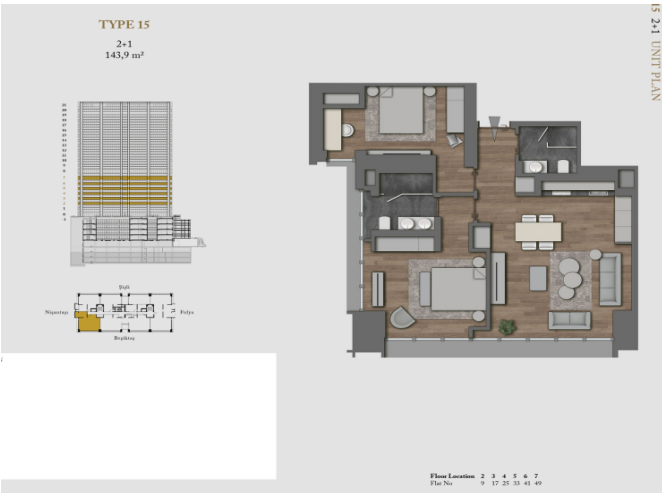 TYPE 15
2+1
143,9 m²
15 2+1 UNIT PLAN
Şişli
Nişantaşı
Fulya
Beşiktaş
Floor Location 2 3 4 5 6 7
Flat No 9 17 25 33 41 49